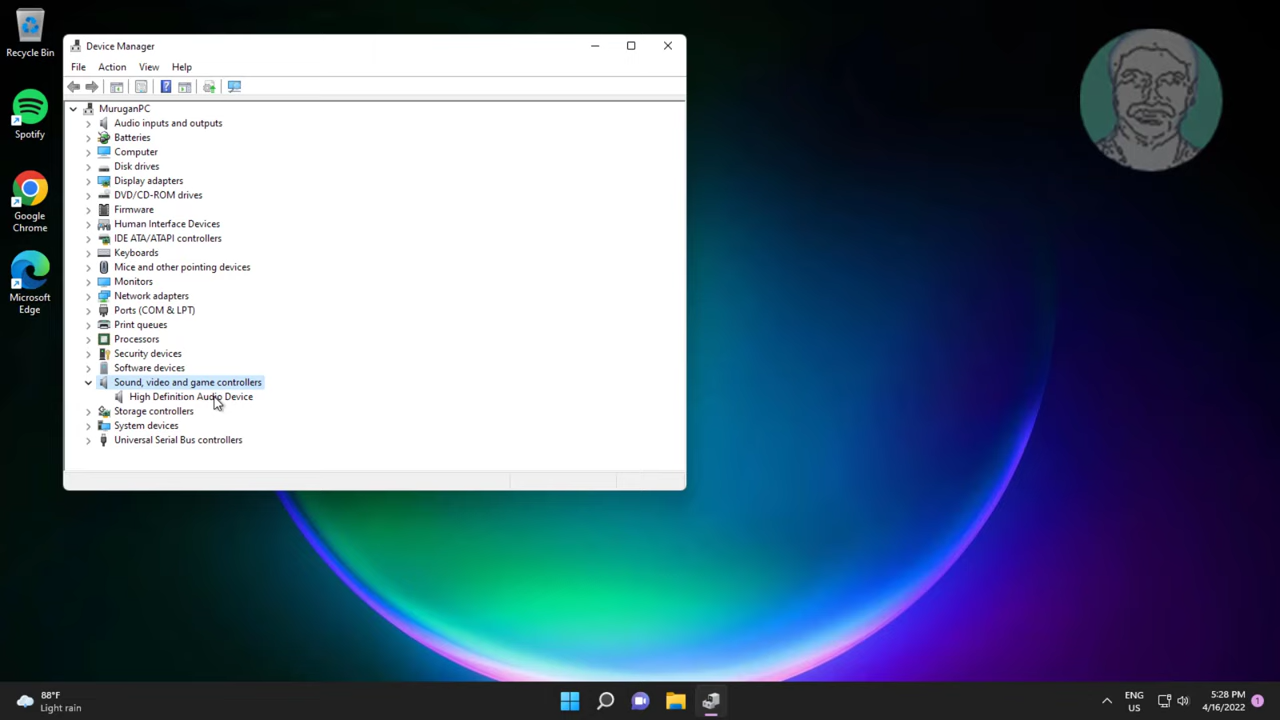 Recycle Bin
Spotify
Google
Chrome
Microsoft
Edge
Device Manager
File Action View Help
MuruganPC
Audio inputs and outputs
Batteries
Computer
Disk drives
Display adapters
DVD/CD-ROM drives
Firmware
Human Interface Devices
IDE ATA/ATAPI controllers
Keyboards
Mice and other pointing devices
Monitors
Network adapters
Ports (COM & LPT)
Print queues
Processors
Security devices
Software devices
Sound, video and game controllers
High Definition Audio Device
Storage controllers
System devices
Universal Serial Bus controllers
88°F
Light rain
ENG
US
5:28 PM
4/16/2022
1